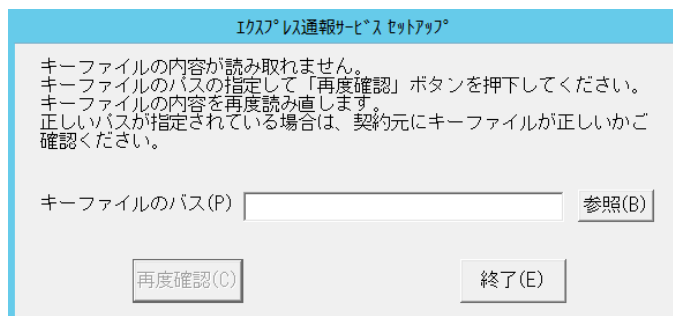 ｴｸｽﾌﾟﾚｽ通報ｻｰﾋﾞｽ ｾｯﾄｱｯﾌﾟ
キーファイルの内容が読み取れません。
キーファイルのパスの指定して「再度確認」ボタンを押下してください。
キーファイルの内容を再度読み直します。
正しいパスが指定されている場合は、契約元にキーファイルが正しいかご
確認ください。
キーファイルのパス(P)
参照(B)
再度確認(C)
終了(E)